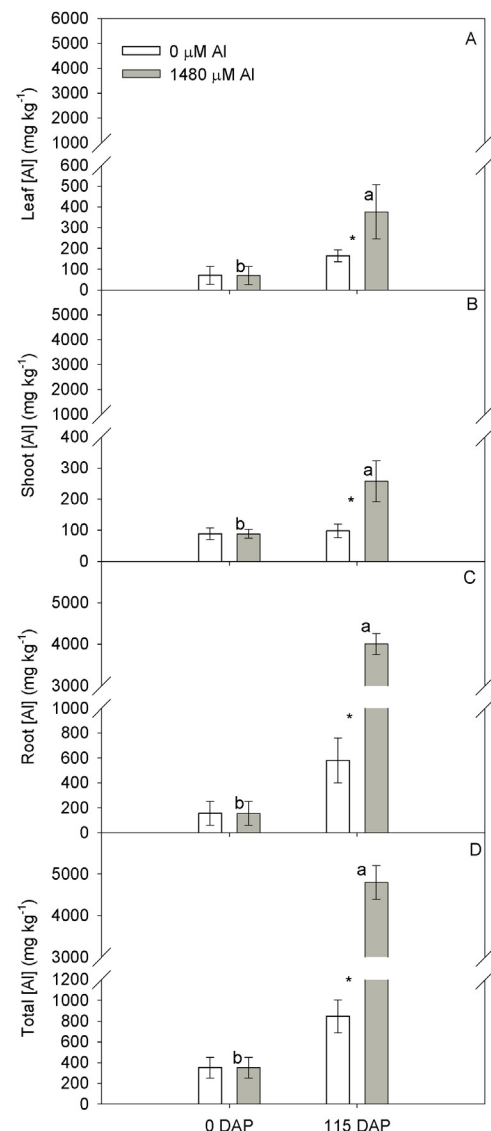 6000
A
0 μM Al
1480 μM Al
5000
4000
3000
2000
1000
600
500
400
300
200
100
0
Leaf [Al] (mg kg-1)
b
*
a
B
5000
4000
3000
2000
1000
400
300
200
100
0
Shoot [Al] (mg kg-1)
b
*
a
C
5000
4000
3000
1000
800
600
400
200
0
Root [Al] (mg kg-1)
b
*
a
D
5000
4000
3000
1200
1000
800
600
400
200
0
Total [Al] (mg kg-1)
b
*
a
0 DAP 115 DAP